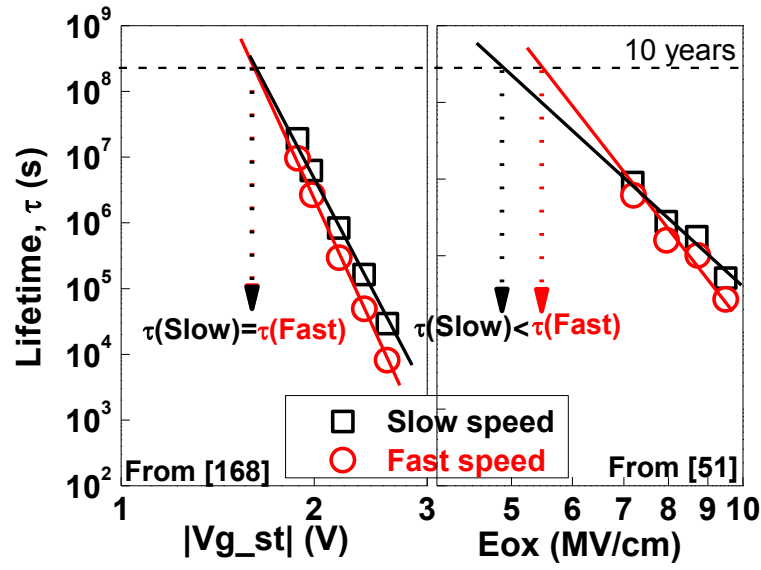 10⁹
10⁸
10⁷
10⁶
10⁵
10⁴
10³
10²
Lifetime, τ (s)
10 years
τ(Slow)=τ(Fast)
τ(Slow)<τ(Fast)
Slow speed
Fast speed
From [168]
From [51]
1 2 3
5 6 7 8 9 10
|Vg_st| (V)
Eox (MV/cm)